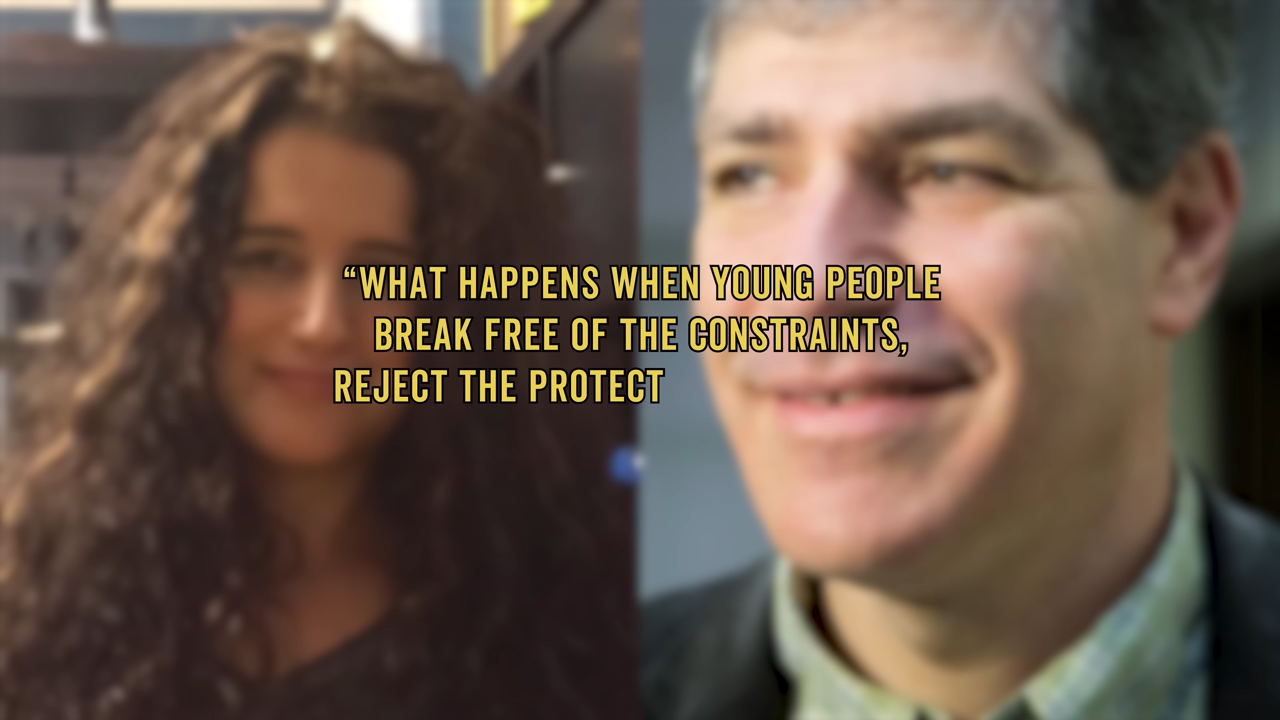 “WHAT HAPPENS WHEN YOUNG PEOPLE
BREAK FREE OF THE CONSTRAINTS,
REJECT THE PROTECT